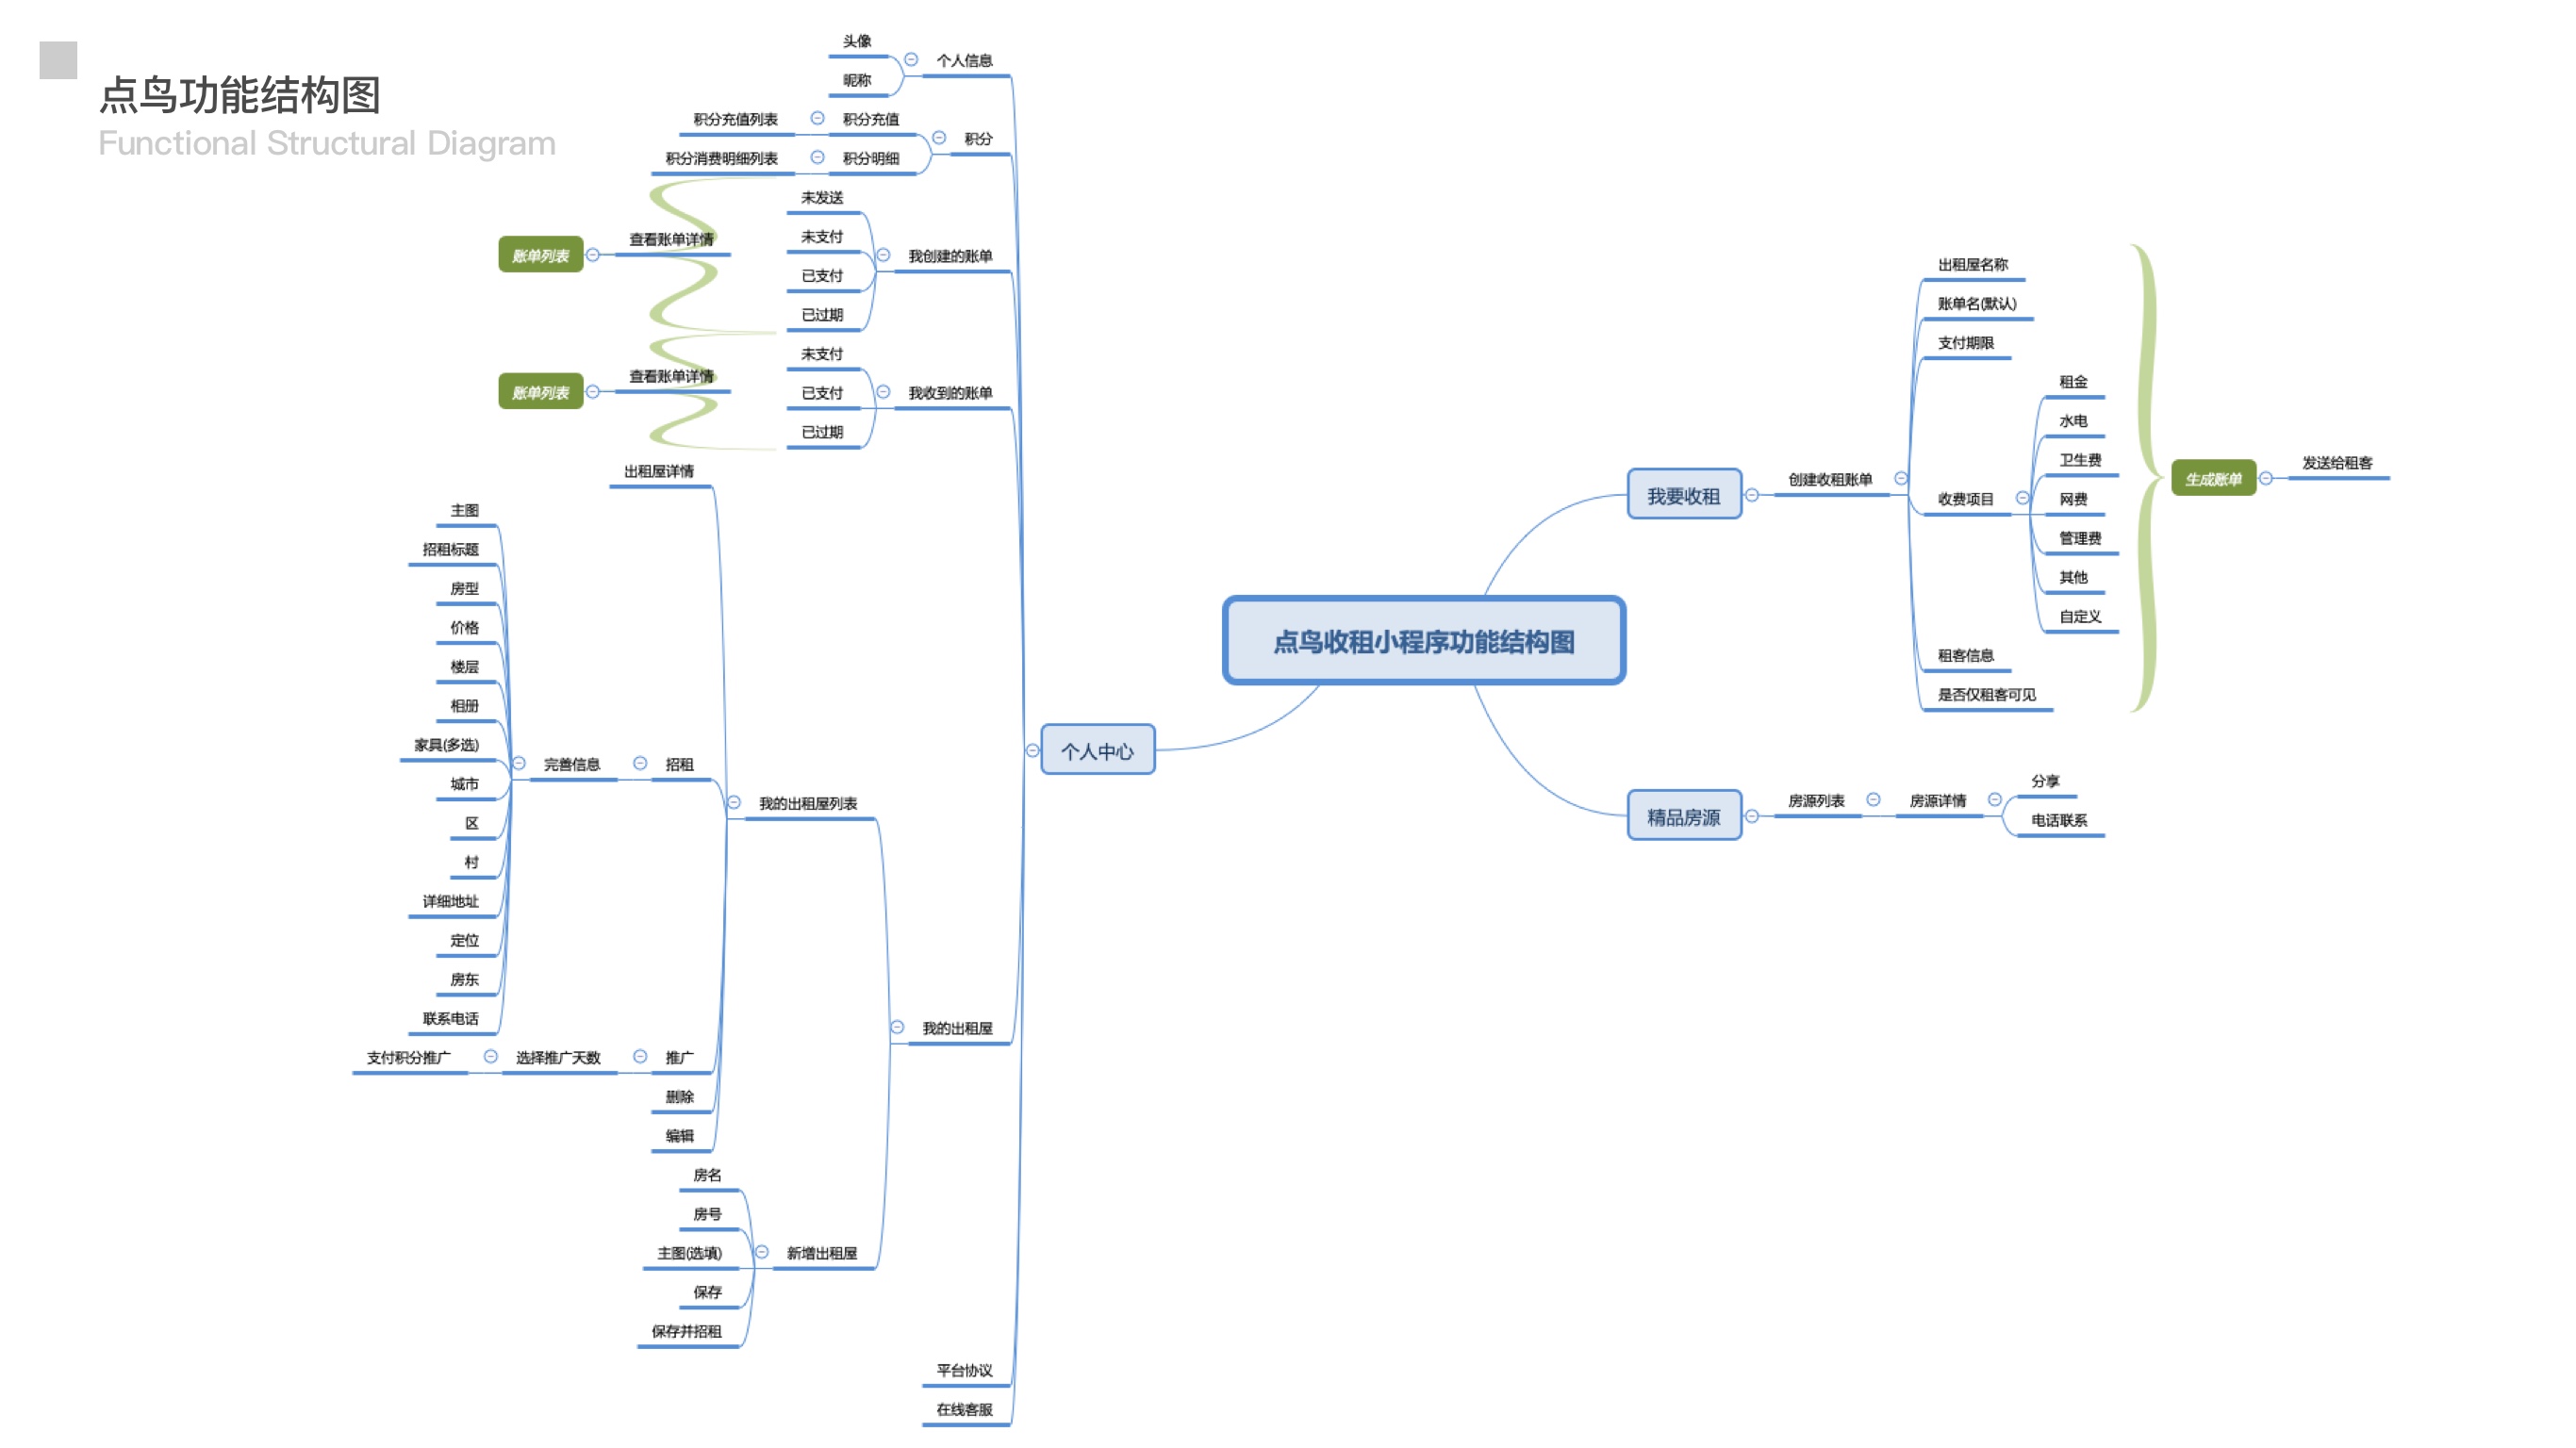 点鸟功能结构图
Functional Structural Diagram
头像
昵称
个人信息
积分充值列表
积分充值
积分消费明细列表
积分明细
积分
未发送
未支付
已支付
已过期
我创建的账单
查看账单详情
账单列表
未支付
已支付
已过期
我收到的账单
查看账单详情
账单列表
出租屋详情
主图
招租标题
房型
价格
楼层
相册
家具(多选)
城市
区
村
详细地址
定位
房东
联系电话
完善信息
招租
支付积分推广
选择推广天数
推广
删除
编辑
我的出租屋列表
房名
房号
主图(选填)
保存
保存并招租
新增出租屋
我的出租屋
平台协议
在线客服
个人中心
点鸟收租小程序功能结构图
我要收租
创建收租账单
出租屋名称
账单名(默认)
支付期限
收费项目
租金
水电
卫生费
网费
管理费
其他
自定义
租客信息
是否仅租客可见
生成账单
发送给租客
精品房源
房源列表
房源详情
分享
电话联系